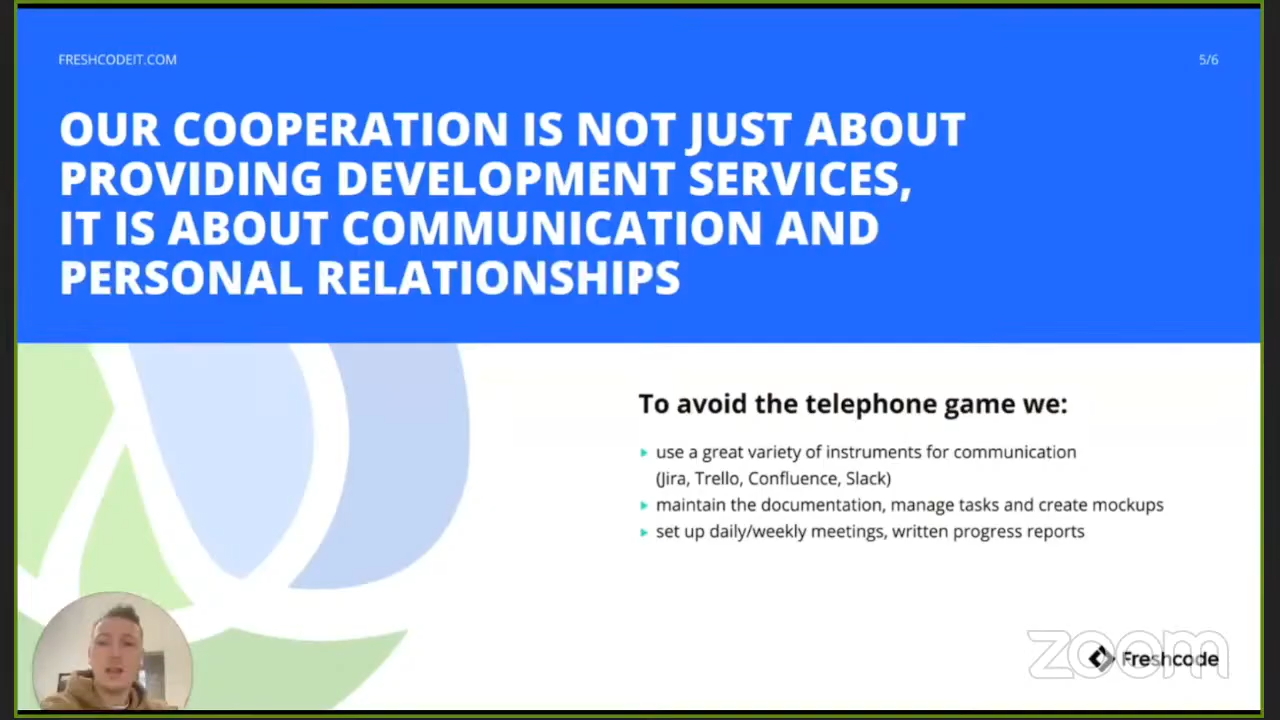 FRESHCODEIT.COM
5/6
OUR COOPERATION IS NOT JUST ABOUT
PROVIDING DEVELOPMENT SERVICES,
IT IS ABOUT COMMUNICATION AND
PERSONAL RELATIONSHIPS
To avoid the telephone game we:
use a great variety of instruments for communication
(Jira, Trello, Confluence, Slack)
maintain the documentation, manage tasks and create mockups
set up daily/weekly meetings, written progress reports
zoom
Freshcode